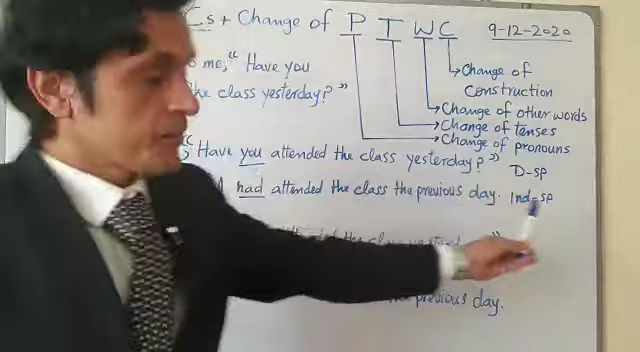 Cs + Change of P T W C 9-12-2020
me, “Have you
the class yesterday?”
Change of Construction
Change of other words
Change of tenses
Change of pronouns
Have you attended the class yesterday?” D-sp
had attended the class the previous day. Ind-sp
the previous day.